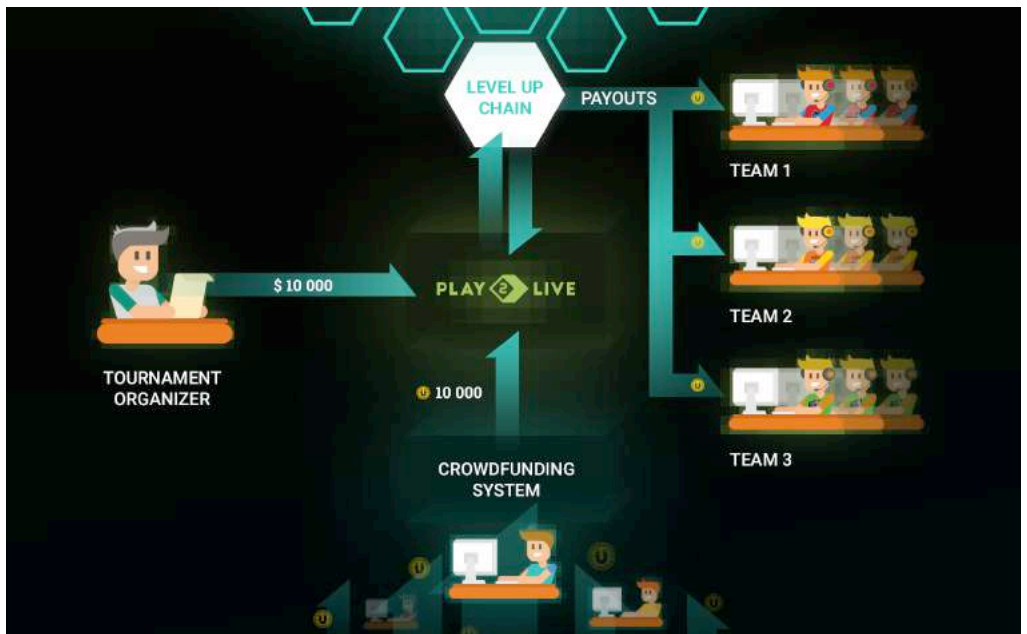 LEVEL UP
CHAIN
PAYOUTS
TEAM 1
$ 10 000
PLAY 2 LIVE
TEAM 2
TOURNAMENT
ORGANIZER
10 000
CROWDFUNDING
SYSTEM
TEAM 3